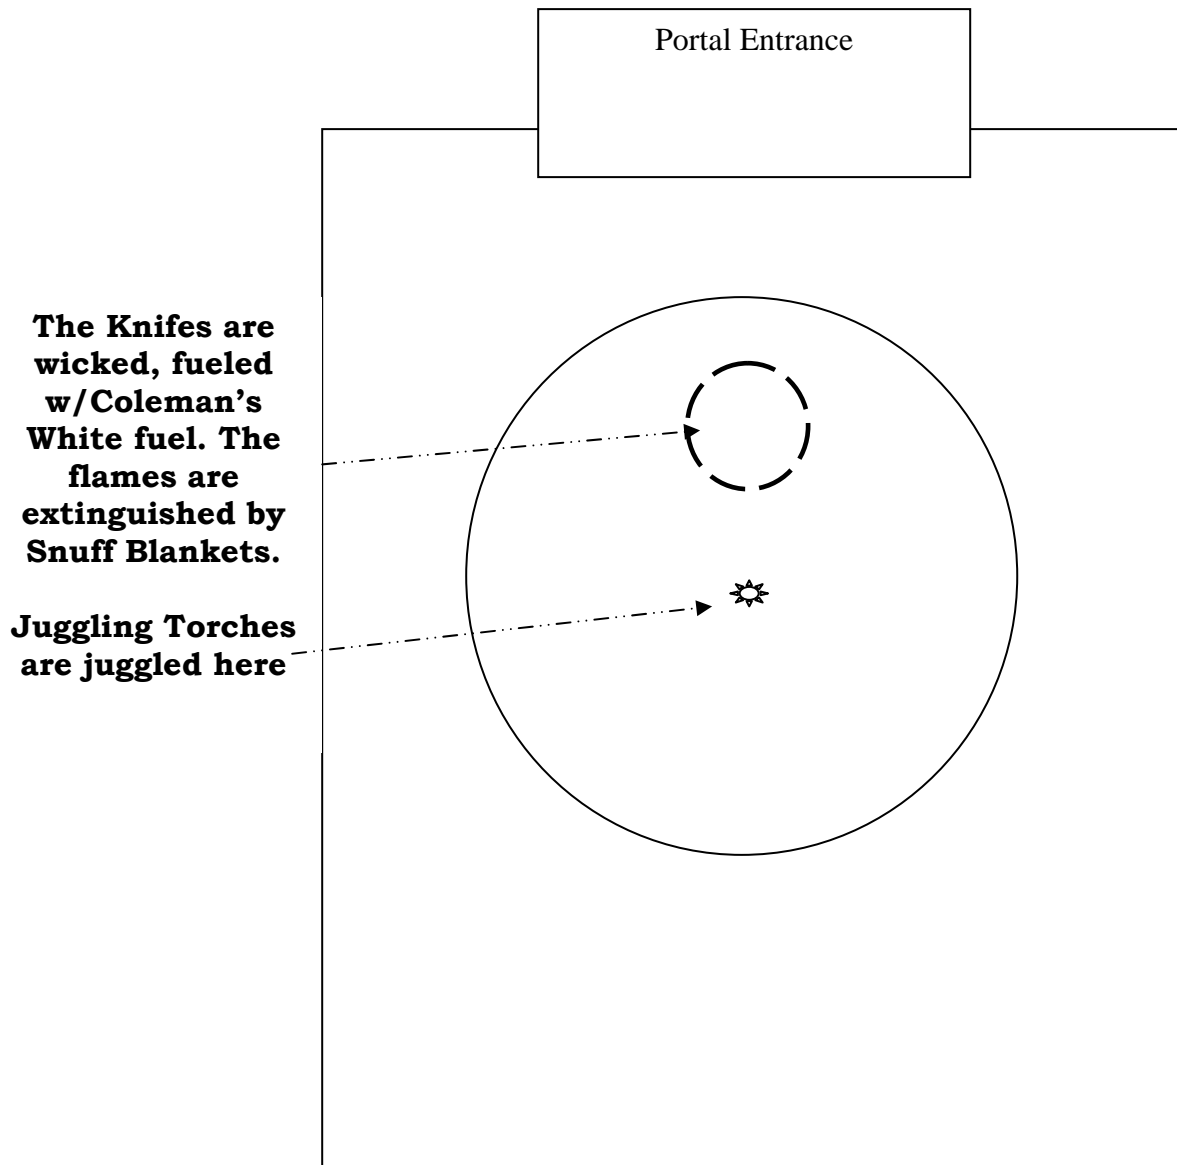 Portal Entrance
The Knifes are
wicked, fueled
w/Coleman’s
White fuel. The
flames are
extinguished by
Snuff Blankets.
Juggling Torches
are juggled here